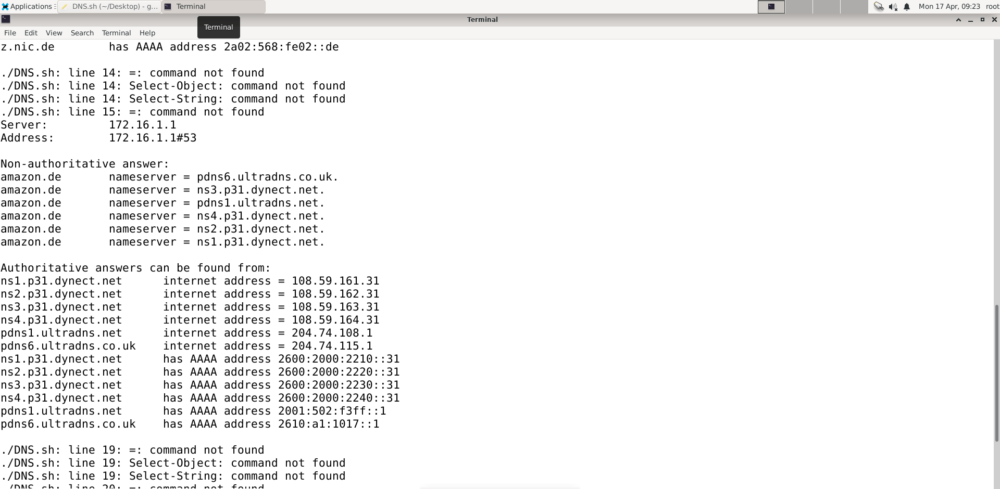 Applications DNS.sh (~/Desktop) - g... Terminal Mon 17 Apr, 09:23 root
Terminal
Terminal
File Edit View Search Terminal Help
z.nic.de has AAAA address 2a02:568:fe02::de
./DNS.sh: line 14: =: command not found
./DNS.sh: line 14: Select-Object: command not found
./DNS.sh: line 14: Select-String: command not found
./DNS.sh: line 15: =: command not found
Server: 172.16.1.1
Address: 172.16.1.1#53
Non-authoritative answer:
amazon.de nameserver = pdns6.ultradns.co.uk.
amazon.de nameserver = ns3.p31.dynect.net.
amazon.de nameserver = pdns1.ultradns.net.
amazon.de nameserver = ns4.p31.dynect.net.
amazon.de nameserver = ns2.p31.dynect.net.
amazon.de nameserver = ns1.p31.dynect.net.
Authoritative answers can be found from:
ns1.p31.dynect.net internet address = 108.59.161.31
ns2.p31.dynect.net internet address = 108.59.162.31
ns3.p31.dynect.net internet address = 108.59.163.31
ns4.p31.dynect.net internet address = 108.59.164.31
pdns1.ultradns.net internet address = 204.74.108.1
pdns6.ultradns.co.uk internet address = 204.74.115.1
ns1.p31.dynect.net has AAAA address 2600:2000:2210::31
ns2.p31.dynect.net has AAAA address 2600:2000:2220::31
ns3.p31.dynect.net has AAAA address 2600:2000:2230::31
ns4.p31.dynect.net has AAAA address 2600:2000:2240::31
pdns1.ultradns.net has AAAA address 2001:502:f3ff::1
pdns6.ultradns.co.uk has AAAA address 2610:a1:1017::1
./DNS.sh: line 19: =: command not found
./DNS.sh: line 19: Select-Object: command not found
./DNS.sh: line 19: Select-String: command not found
./DNS.sh: line 20: =: command not found